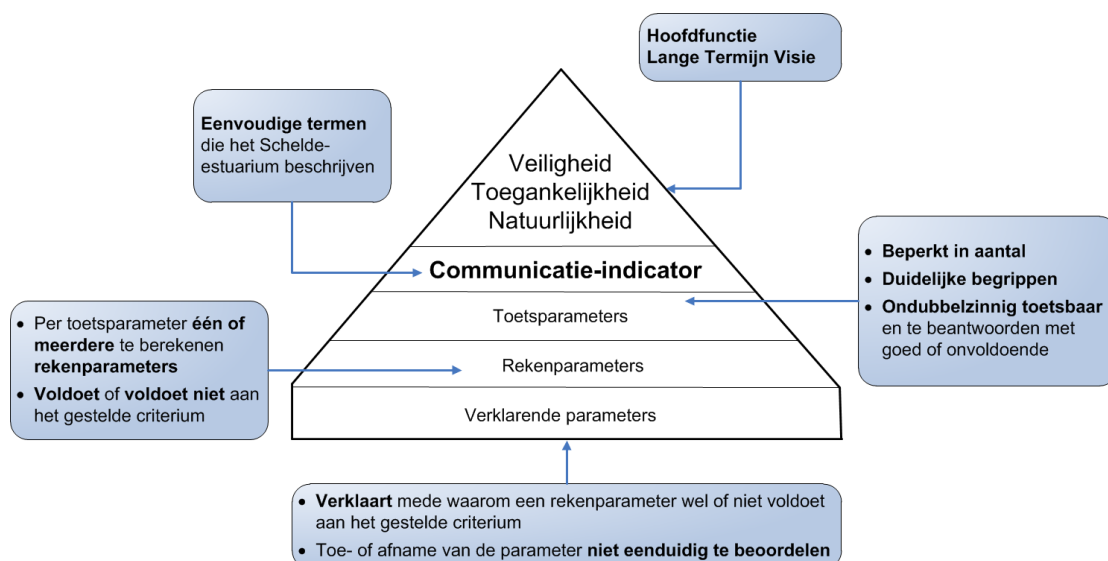 Hoofdfunctie
Lange Termijn Visie
Eenvoudige termen
die het Schelde-
estuarium beschrijven
Veiligheid
Toegankelijkheid
Natuurlijkheid
Communicatie-indicator
• Beperkt in aantal
• Duidelijke begrippen
• Ondubbelzinnig toetsbaar
en te beantwoorden met
goed of onvoldoende
Toetsparameters
• Per toetsparameter één of
meerdere te berekenen
rekenparameters
• Voldoet of voldoet niet aan
het gestelde criterium
Rekenparameters
Verklarende parameters
• Verklaart mede waarom een rekenparameter wel of niet voldoet
aan het gestelde criterium
• Toe- of afname van de parameter niet eenduidig te beoordelen